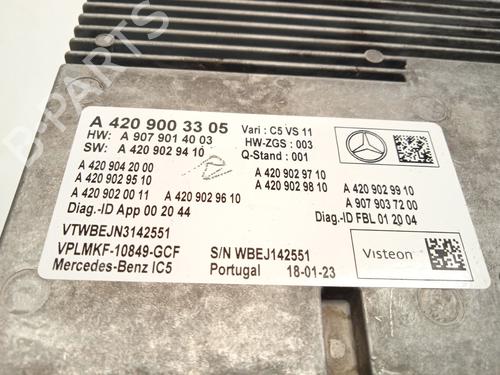 A 420 900 33 05
Vari : C5 VS 11
HW: A 907 901 40 03
HW-ZGS : 003
SW: A 420 902 94 10
Q-Stand : 001
A 420 904 20 00
A 420 902 97 10
A 420 902 95 10
A 420 902 98 10
A 420 902 99 10
A 420 902 00 11 A 420 902 96 10
A 907 903 72 00
Diag.-ID App 00 20 44
Diag.-ID FBL 01 20 04
VTWBEJN3142551
VPLMKF-10849-GCF
S/N WBEJ142551
Visteon
Mercedes-Benz IC5
Portugal
18-01-23